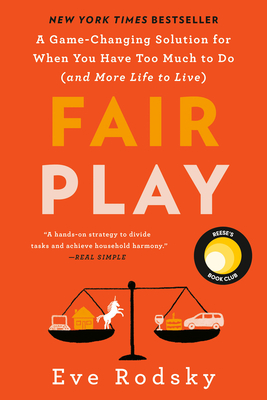 NEW YORK TIMES BESTSELLER
A Game-Changing Solution for
When You Have Too Much to Do
(and More Life to Live)
FAIR
PLAY
“A hands-on strategy to divide
tasks and achieve household harmony.”
—REAL SIMPLE
REESE'S
BOOK CLUB
Eve Rodsky